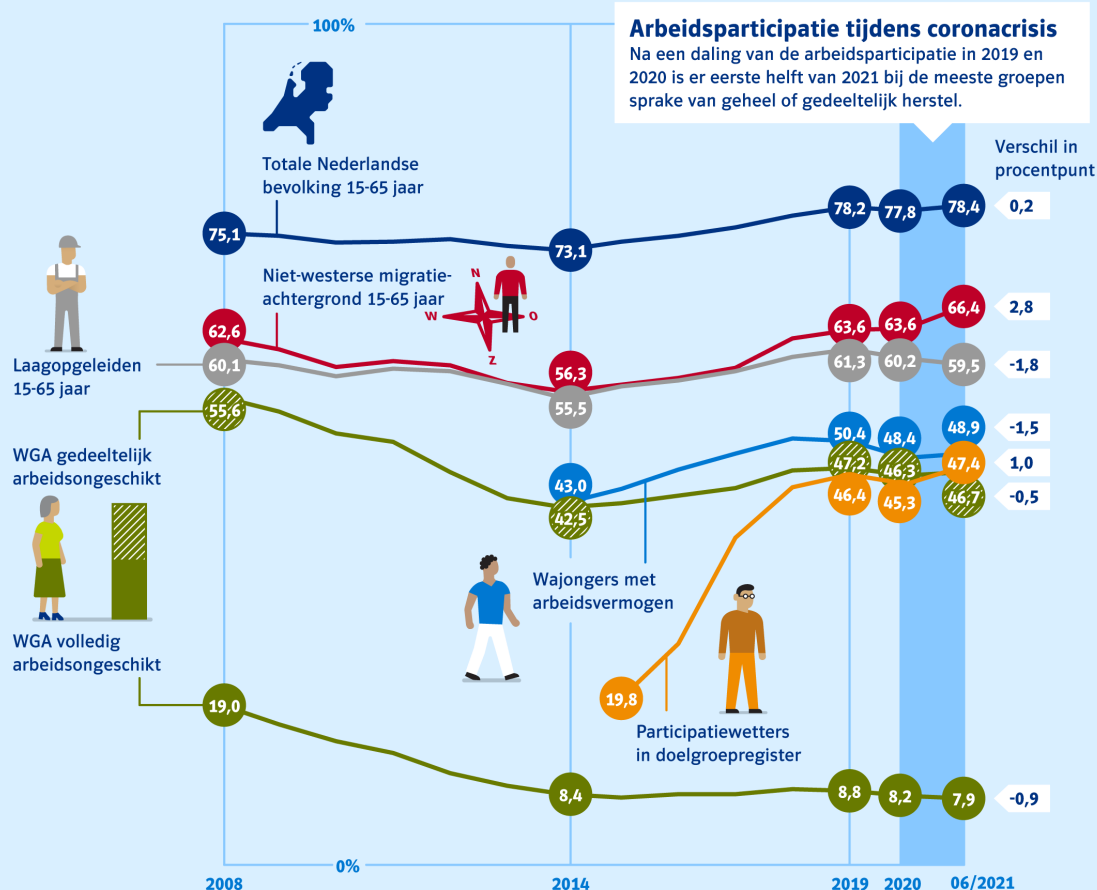 100%
Arbeidsparticipatie tijdens coronacrisis
Na een daling van de arbeidsparticipatie in 2019 en
2020 is er eerste helft van 2021 bij de meeste groepen
sprake van geheel of gedeeltelijk herstel.
Verschil in
procentpunt
Totale Nederlandse
bevolking 15-65 jaar
75,1
73,1
78,2
77,8
78,4
0,2
Niet-westerse migratie-
achtergrond 15-65 jaar
N
W
O
Z
62,6
56,3
63,6
63,6
66,4
2,8
Laagopgeleiden
15-65 jaar
60,1
55,5
61,3
60,2
59,5
-1,8
WGA gedeeltelijk
arbeidsongeschikt
55,6
42,5
47,2
46,3
46,7
-0,5
Wajongers met
arbeidsvermogen
43,0
50,4
48,4
48,9
-1,5
Participatiewetters
in doelgroepregister
19,8
46,4
45,3
47,4
1,0
WGA volledig
arbeidsongeschikt
19,0
8,4
8,8
8,2
7,9
-0,9
0%
2008
2014
2019
2020
06/2021